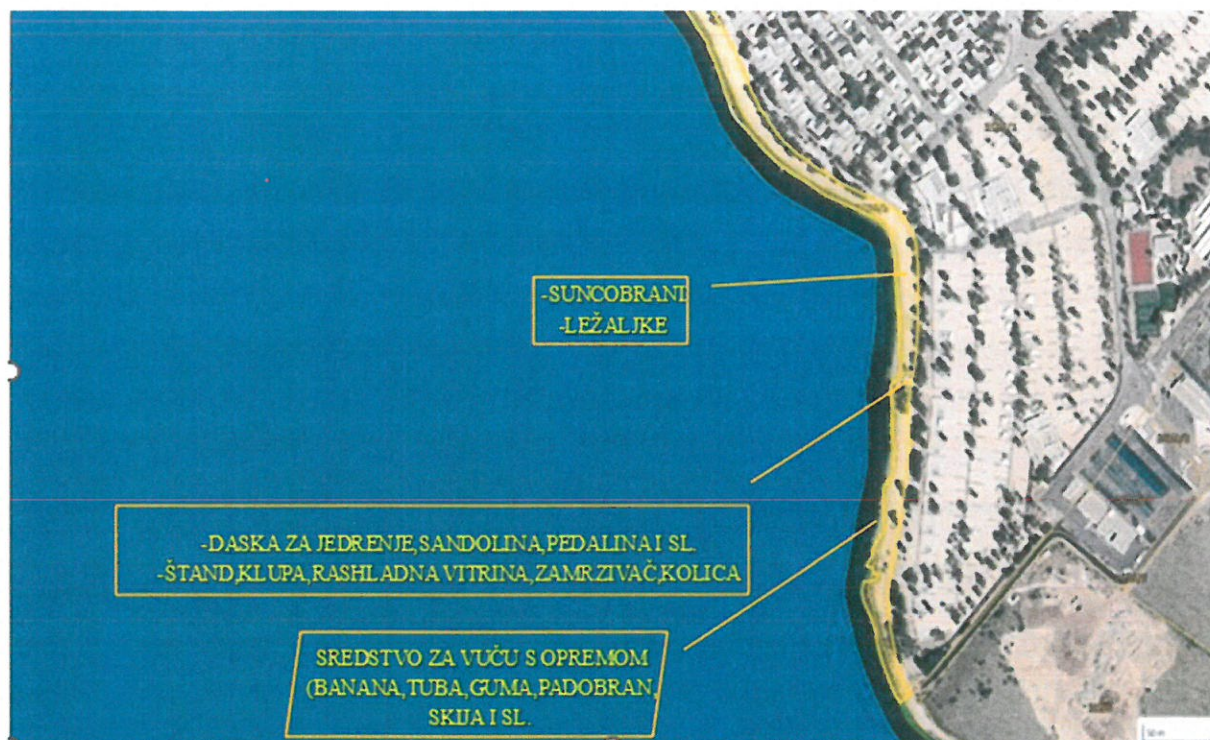 -SUNCOBRANI
-LEŽALJKE
-DASKA ZA JEDRENJE,SANDOLINA,PEDALINA I SL.
-ŠTAND,KLUPA,RASHLADNA VITRINA,ZAMRZIVAČ,KOLICA
SREDSTVO ZA VUČU S OPREMOM
(BANANA,TUBA,GUMA,PADOBRAN,
SKIJA I SL.
50 m